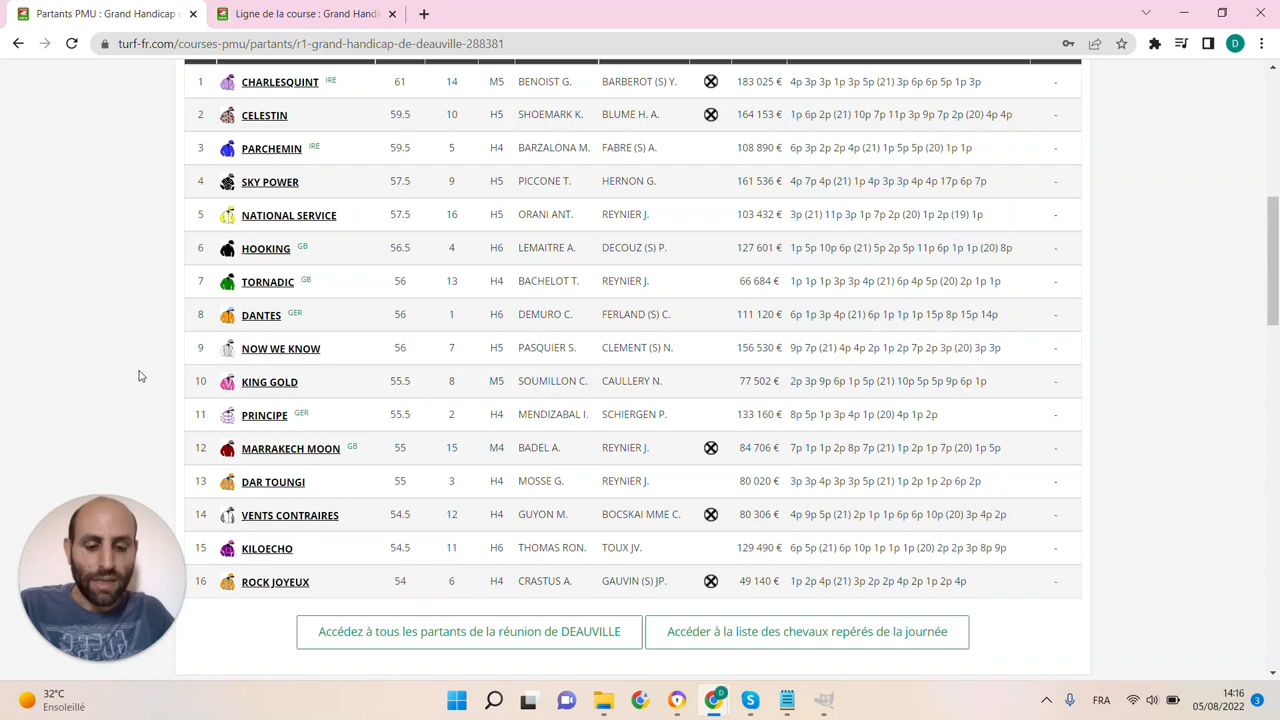 Partants PMU : Grand Handicap d
Ligne de la course : Grand Handi
turf-fr.com/courses-pmu/partants/r1-grand-handicap-de-deauville-288381
D
1 CHARLESQUINT IRE 61 14 M5 BENOIST G. BARBEROT (S) Y. 183 025 € 4p 3p 3p 1p 3p 5p (21) 3p 6p 6p 5p 1p 3p -
2 CELESTIN 59.5 10 H5 SHOEMARK K. BLUME H. A. 164 153 € 1p 6p 2p (21) 10p 7p 11p 3p 9p 7p 2p (20) 4p 4p -
3 PARCHEMIN IRE 59.5 5 H4 BARZALONA M. FABRE (S) A. 108 890 € 6p 3p 2p 2p 4p (21) 1p 5p 5p (20) 1p 1p -
4 SKY POWER 57.5 9 H5 PICCONE T. HERNON G. 161 536 € 4p 7p 4p (21) 1p 4p 3p 3p 4p 4p 17p 6p 7p -
5 NATIONAL SERVICE 57.5 16 H5 ORANI ANT. REYNIER J. 103 432 € 3p (21) 11p 3p 1p 7p 2p (20) 1p 2p (19) 1p -
6 HOOKING GB 56.5 4 H6 LEMAITRE A. DECOUZ (S) P. 127 601 € 1p 5p 10p 6p (21) 5p 2p 5p 11p 6p 1p 1p (20) 8p -
7 TORNADIC GB 56 13 H4 BACHELOT T. REYNIER J. 66 684 € 1p 1p 1p 3p 3p 4p (21) 6p 4p 5p (20) 2p 1p 1p -
8 DANTES GER 56 1 H6 DEMURO C. FERLAND (S) C. 111 120 € 6p 1p 3p 4p (21) 6p 1p 1p 1p 15p 8p 15p 14p -
9 NOW WE KNOW 56 7 H5 PASQUIER S. CLEMENT (S) N. 156 530 € 9p 7p (21) 4p 4p 2p 1p 2p 7p 2p 3p (20) 3p 3p -
10 KING GOLD 55.5 8 M5 SOUMILLON C. CAULLERY N. 77 502 € 2p 3p 9p 6p 1p 5p (21) 10p 5p 5p 9p 6p 1p -
11 PRINCIPE GER 55.5 2 H4 MENDIZABAL I. SCHIERGEN P. 133 160 € 8p 5p 1p 3p 4p 1p (20) 4p 1p 2p -
12 MARRAKECH MOON GB 55 15 M4 BADEL A. REYNIER J. 84 706 € 7p 1p 1p 2p 8p 7p (21) 1p 2p 1p 7p (20) 1p 5p -
13 DAR TOUNGI 55 3 H4 MOSSE G. REYNIER J. 80 020 € 3p 3p 4p 3p 3p 5p (21) 2p 1p 2p 6p 2p -
14 VENTS CONTRAIRES 54.5 12 H4 GUYON M. BOCSKAI MME C. 80 306 € 4p 9p 5p (21) 2p 1p 1p 6p 6p 10p (20) 3p 4p 2p -
15 KILOECHO 54.5 11 H6 THOMAS RON. TOUX JV. 129 490 € 6p 5p (21) 6p 10p 1p 1p 1p (20) 2p 2p 3p 8p 9p -
16 ROCK JOYEUX 54 6 H4 CRASTUS A. GAUVIN (S) JP. 49 140 € 1p 2p 4p (21) 3p 2p 2p 4p 2p 1p 2p 4p -
Accédez à tous les partants de la réunion de DEAUVILLE
Accéder à la liste des chevaux repérés de la journée
32°C
Ensoleillé
D
FRA
14:16
05/08/2022
3